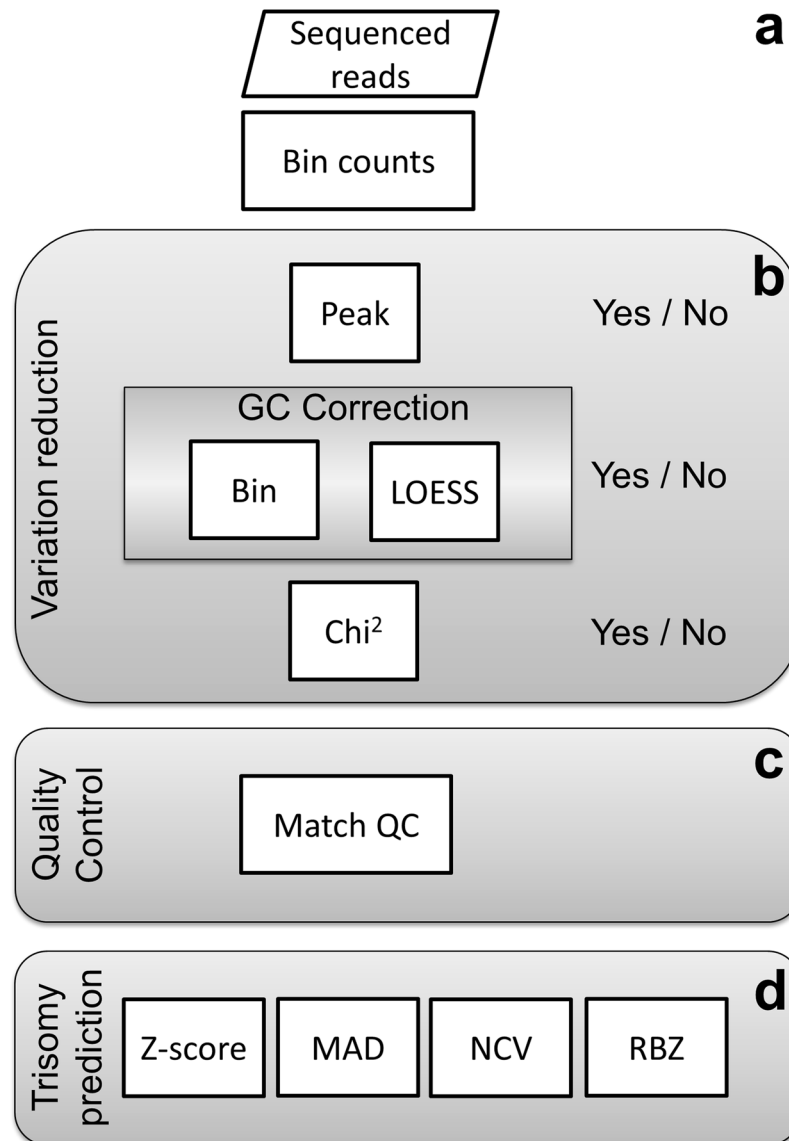 a
Sequenced
reads
Bin counts
b
Variation reduction
Peak
Yes / No
GC Correction
Bin
LOESS
Yes / No
Chi²
Yes / No
c
Quality
Control
Match QC
d
Trisomy
prediction
Z-score
MAD
NCV
RBZ